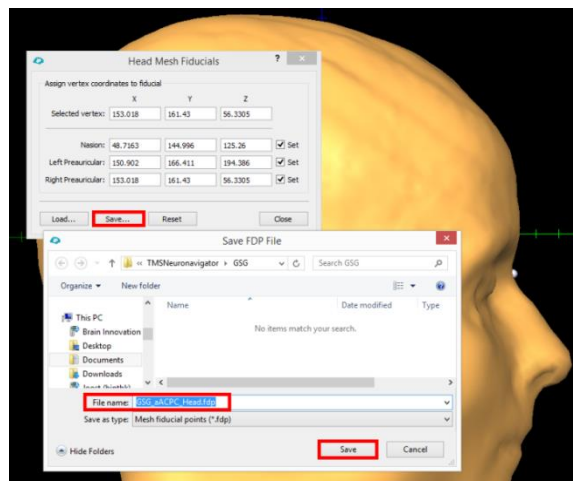 Head Mesh Fiducials ? ×
Assign vertex coordinates to fiducial
X Y Z
Selected vertex: 153.018 161.43 56.3305
Nasion: 48.7163 144.996 125.26 Set
Left Preauricular: 150.902 166.411 194.386 Set
Right Preauricular: 153.018 161.43 56.3305 Set
Load... Save... Reset Close
Save FDP File ×
« TMSNeuronavigator GSG Search GSG
Organize New folder
Name Date modified Type
This PC
No items match your search.
Brain Innovation
Desktop
Documents
Downloads
File name: GSG_aACPC_Head.fdp
Save as type: Mesh fiducial points (*.fdp)
Hide Folders Save Cancel